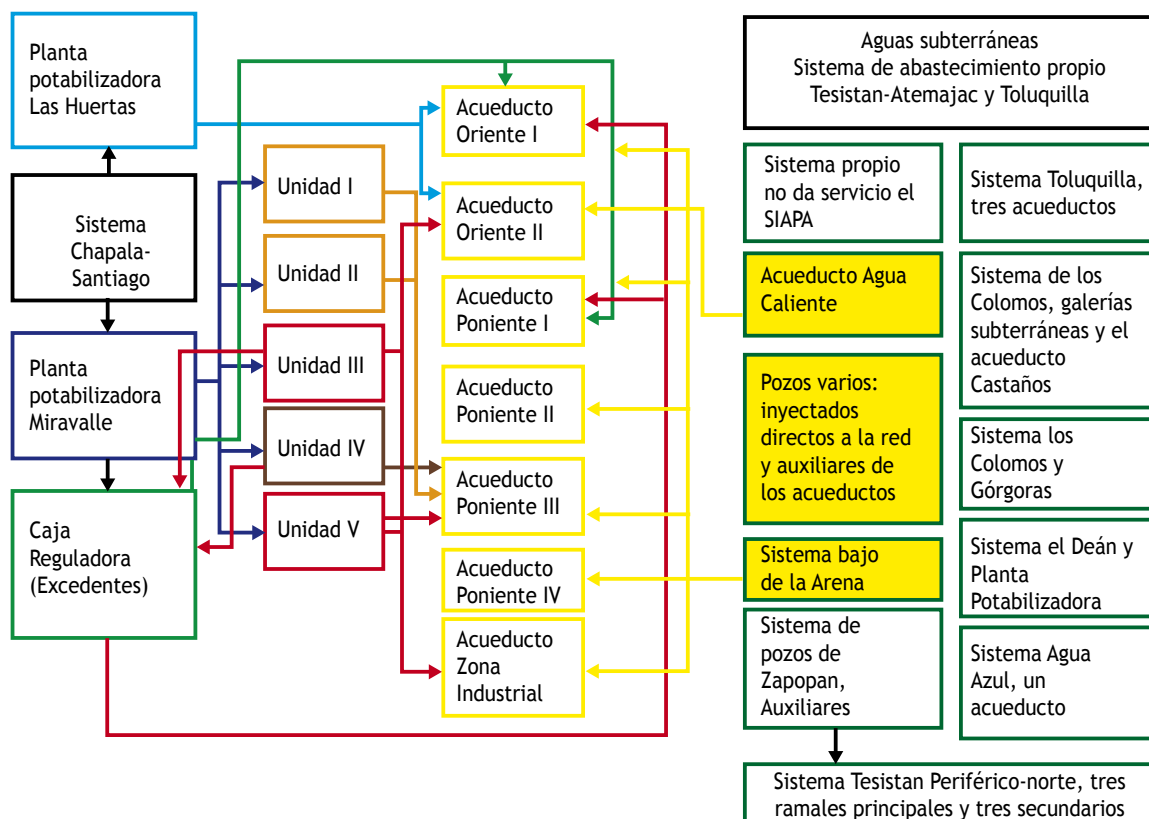 Planta
potabilizadora
Las Huertas
Sistema
Chapala-
Santiago
Planta
potabilizadora
Miravalle
Caja
Reguladora
(Excedentes)
Unidad I
Unidad II
Unidad III
Unidad IV
Unidad V
Acueducto
Oriente I
Acueducto
Oriente II
Acueducto
Poniente I
Acueducto
Poniente II
Acueducto
Poniente III
Acueducto
Poniente IV
Acueducto
Zona
Industrial
Aguas subterráneas
Sistema de abastecimiento propio
Tesistan-Atemajac y Toluquilla
Sistema propio
no da servicio el
SIAPA
Acueducto Agua
Caliente
Pozos varios:
inyectados
directos a la red
y auxiliares de
los acueductos
Sistema bajo
de la Arena
Sistema de
pozos de
Zapopan,
Auxiliares
Sistema Toluquilla,
tres acueductos
Sistema de los
Colomos, galerías
subterráneas y el
acueducto
Castaños
Sistema los
Colomos y
Górgoras
Sistema el Deán y
Planta
Potabilizadora
Sistema Agua
Azul, un
acueducto
Sistema Tesistan Periférico-norte, tres
ramales principales y tres secundarios